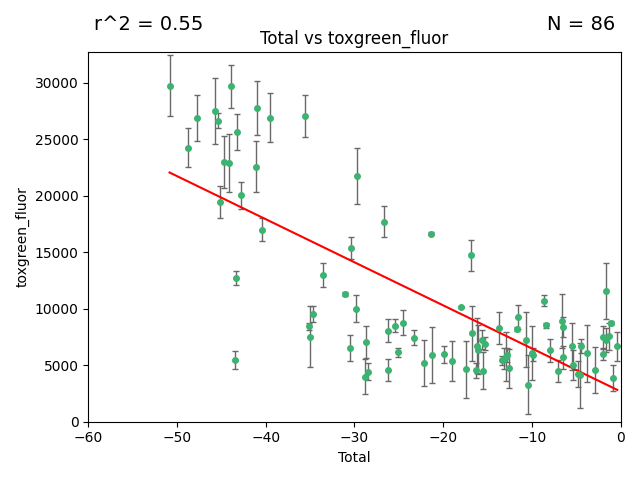 r^2 = 0.55
N = 86
Total vs toxgreen_fluor
30000
25000
20000
15000
10000
5000
0
toxgreen_fluor
−60
−50
−40
−30
−20
−10
0
Total